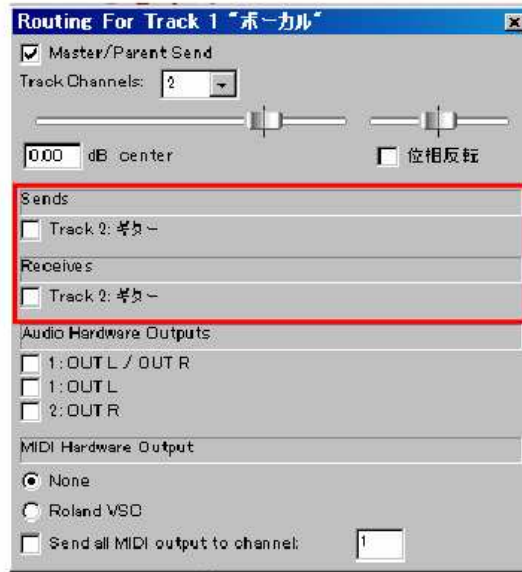 Routing For Track 1 "ボーカル"
Master/Parent Send
Track Channels: 2
0.00 dB center 位相反転
Sends
Track 2: ギター
Receives
Track 2: ギター
Audio Hardware Outputs
1: OUT L / OUT R
1: OUT L
2: OUT R
MIDI Hardware Output
None
Roland VSC
Send all MIDI output to channel: 1